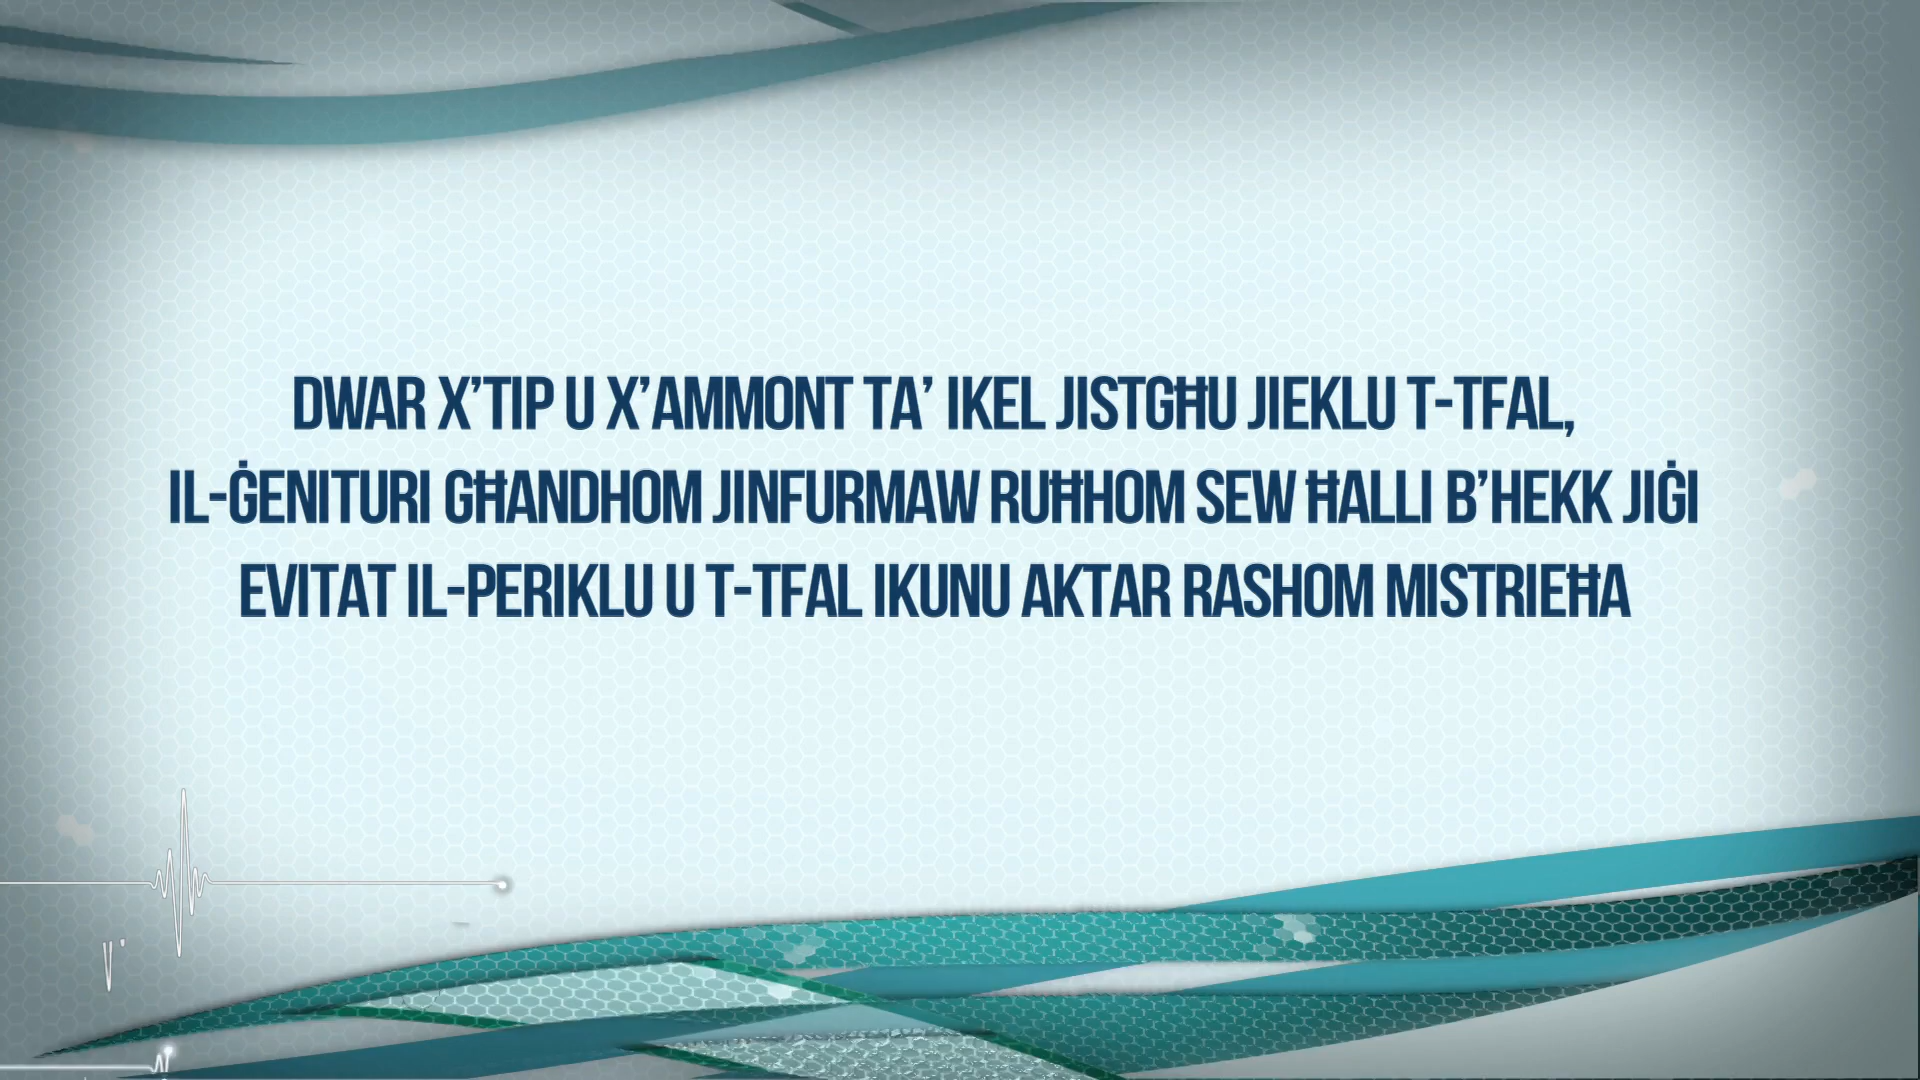 DWAR X’TIP U X’AMMONT TA’ IKEL JISTGĦU JIEKLU T-TFAL,
IL-ĠENITURI GĦANDHOM JINFURMAW RUĦHOM SEW ĦALLI B’HEKK JIĠI
EVITAT IL-PERIKLU U T-TFAL IKUNU AKTAR RASHOM MISTRIEĦA